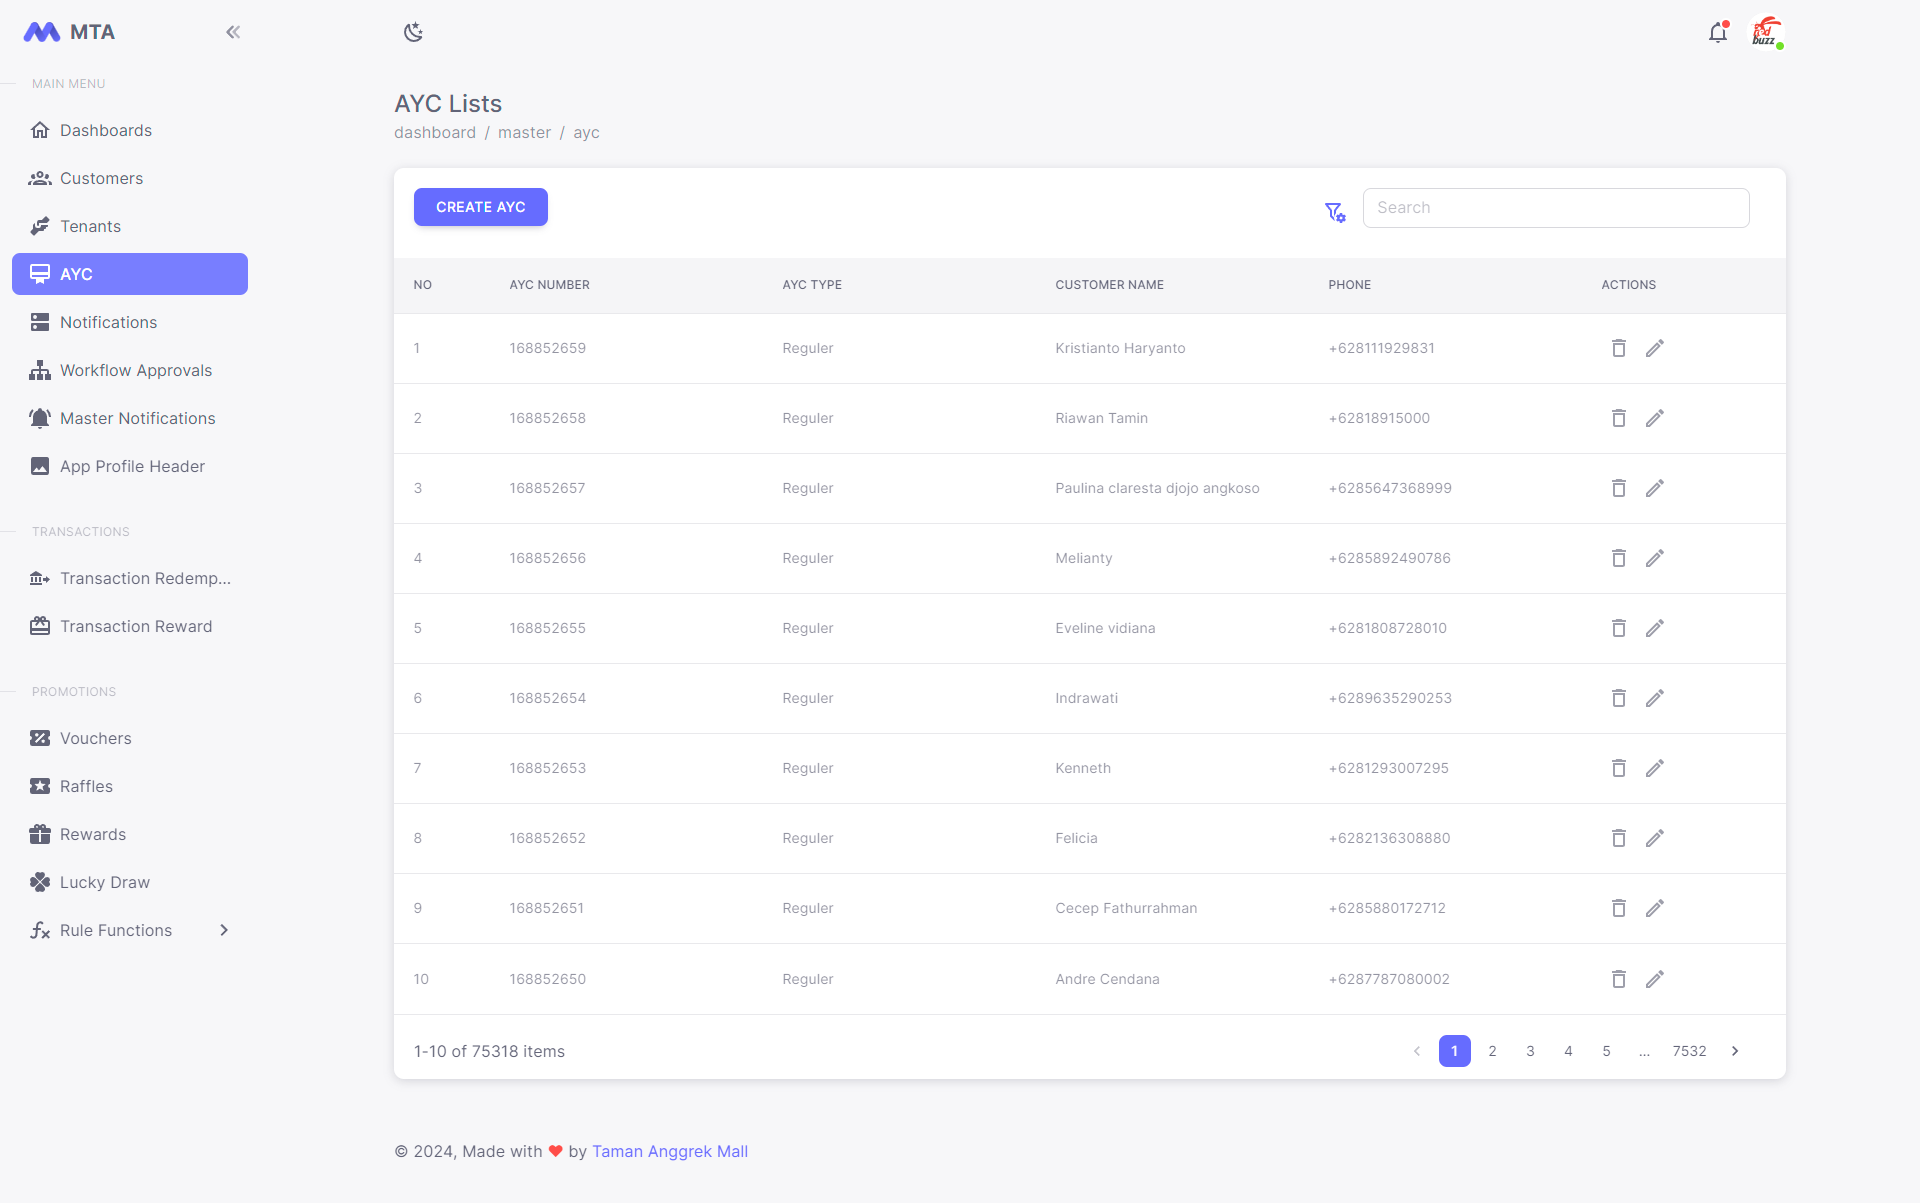 MTA
MAIN MENU
Dashboards
Customers
Tenants
AYC
Notifications
Workflow Approvals
Master Notifications
App Profile Header
TRANSACTIONS
Transaction Redemp...
Transaction Reward
PROMOTIONS
Vouchers
Raffles
Rewards
Lucky Draw
Rule Functions
buzz
AYC Lists
dashboard / master / ayc
CREATE AYC
Search
NO AYC NUMBER AYC TYPE CUSTOMER NAME PHONE ACTIONS
1 168852659 Reguler Kristianto Haryanto +628111929831
2 168852658 Reguler Riawan Tamin +62818915000
3 168852657 Reguler Paulina claresta djojo angkoso +6285647368999
4 168852656 Reguler Melianty +6285892490786
5 168852655 Reguler Eveline vidiana +6281808728010
6 168852654 Reguler Indrawati +6289635290253
7 168852653 Reguler Kenneth +6281293007295
8 168852652 Reguler Felicia +6282136308880
9 168852651 Reguler Cecep Fathurrahman +6285880172712
10 168852650 Reguler Andre Cendana +6287787080002
1-10 of 75318 items
1 2 3 4 5 ... 7532
© 2024, Made with ❤ by Taman Anggrek Mall